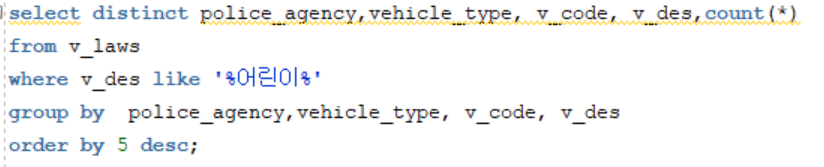 select distinct police_agency,vehicle_type, v_code, v_des,count(*)
from v_laws
where v_des like '%어린이%'
group by  police_agency,vehicle_type, v_code, v_des
order by 5 desc;